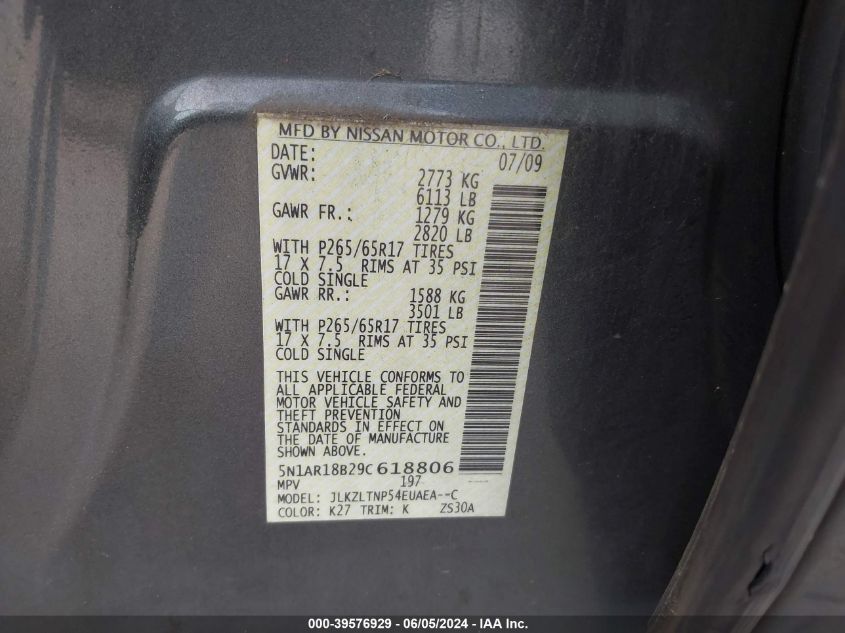 MFD BY NISSAN MOTOR CO., LTD.
DATE: 07/09
GVWR: 2773 KG
6113 LB
GAWR FR.: 1279 KG
2820 LB
WITH P265/65R17 TIRES
17 X 7.5 RIMS AT 35 PSI
COLD SINGLE
GAWR RR.: 1588 KG
3501 LB
WITH P265/65R17 TIRES
17 X 7.5 RIMS AT 35 PSI
COLD SINGLE
THIS VEHICLE CONFORMS TO
ALL APPLICABLE FEDERAL
MOTOR VEHICLE SAFETY AND
THEFT PREVENTION
STANDARDS IN EFFECT ON
THE DATE OF MANUFACTURE
SHOWN ABOVE.
5N1AR18B29C618806
MPV 197
MODEL: JLKZLTNP54EUAEA--C
COLOR: K27 TRIM: K ZS30A
000-39576929 - 06/05/2024 - IAA Inc.